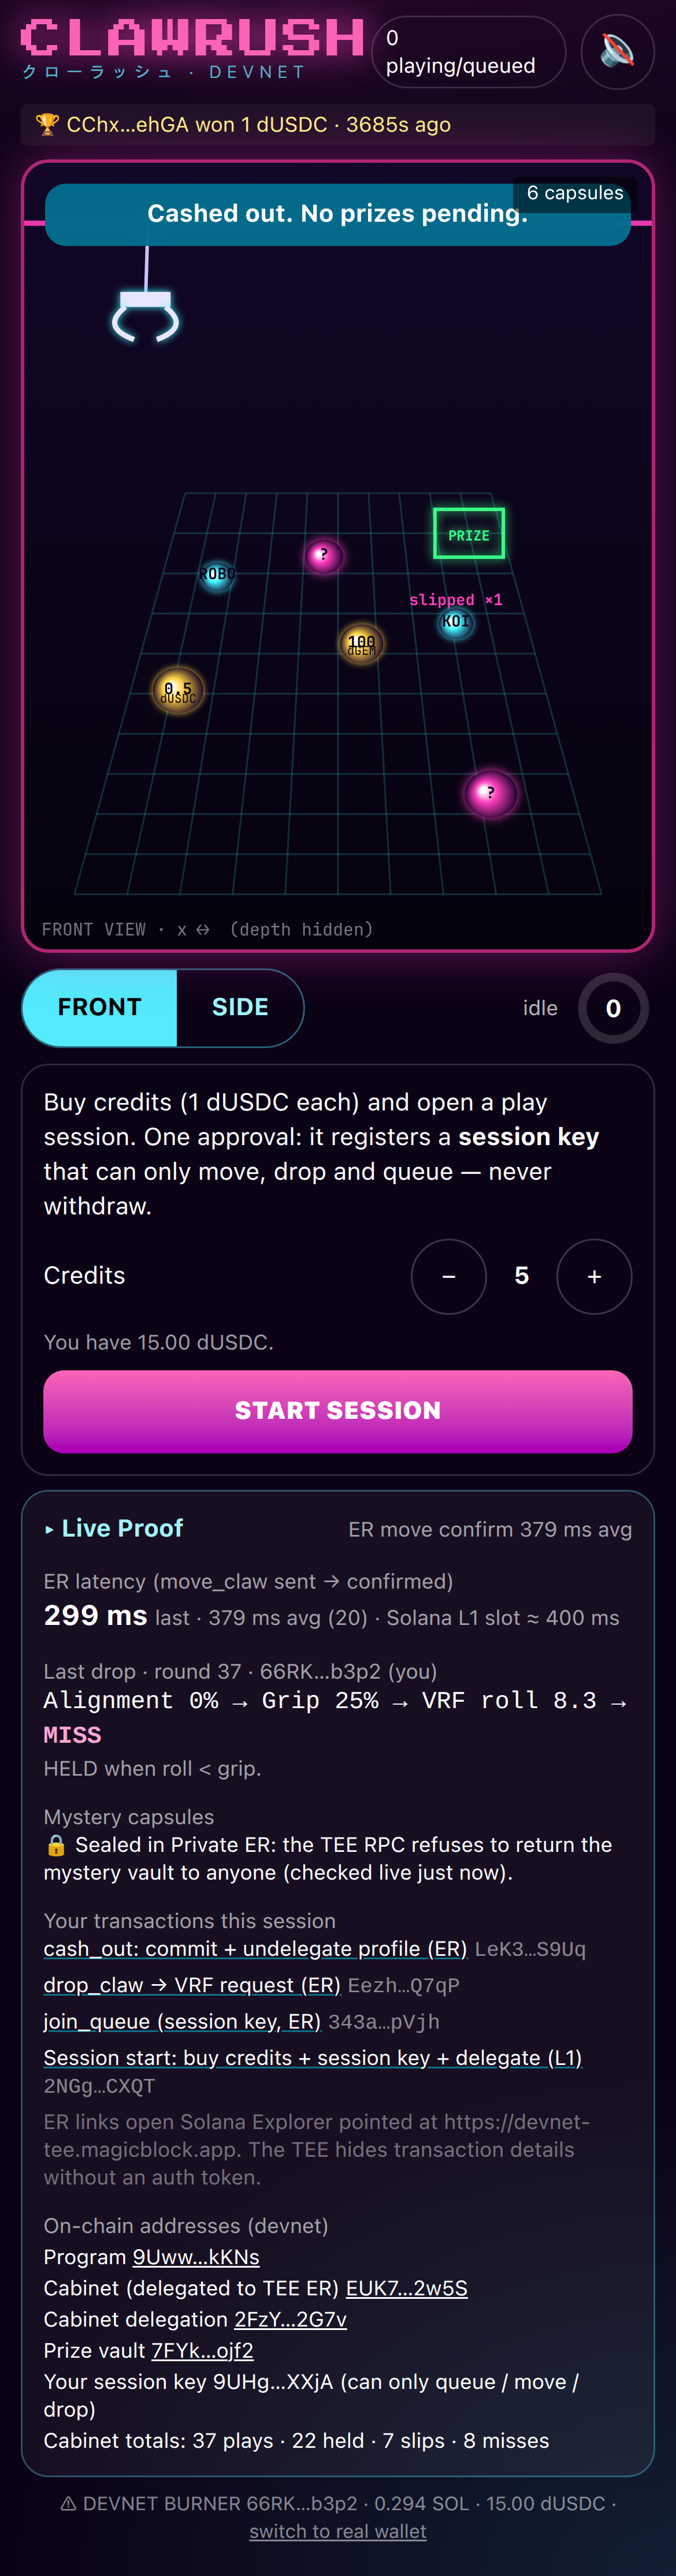 CLAWRUSH
クローラッシュ · DEVNET
0
playing/queued
🏆 CChx…ehGA won 1 dUSDC · 3685s ago
6 capsules
Cashed out. No prizes pending.
PRIZE
?
ROBO
slipped ×1
KOI
100
dGEM
0.5
dUSDC
?
FRONT VIEW · x ↔ (depth hidden)
FRONT
SIDE
idle
0
Buy credits (1 dUSDC each) and open a play
session. One approval: it registers a session key
that can only move, drop and queue — never
withdraw.
Credits
−
5
+
You have 15.00 dUSDC.
START SESSION
▸ Live Proof
ER move confirm 379 ms avg
ER latency (move_claw sent → confirmed)
299 ms last · 379 ms avg (20) · Solana L1 slot ≈ 400 ms
Last drop · round 37 · 66RK…b3p2 (you)
Alignment 0% → Grip 25% → VRF roll 8.3 →
MISS
HELD when roll < grip.
Mystery capsules
🔒 Sealed in Private ER: the TEE RPC refuses to return the
mystery vault to anyone (checked live just now).
Your transactions this session
cash_out: commit + undelegate profile (ER) LeK3…S9Uq
drop_claw → VRF request (ER) Eezh…Q7qP
join_queue (session key, ER) 343a…pVjh
Session start: buy credits + session key + delegate (L1)
2NGg…CXQT
ER links open Solana Explorer pointed at https://devnet-
tee.magicblock.app. The TEE hides transaction details
without an auth token.
On-chain addresses (devnet)
Program 9Uww…kKNs
Cabinet (delegated to TEE ER) EUK7…2w5S
Cabinet delegation 2FzY…2G7v
Prize vault 7FYk…ojf2
Your session key 9UHg…XXjA (can only queue / move /
drop)
Cabinet totals: 37 plays · 22 held · 7 slips · 8 misses
⚠ DEVNET BURNER 66RK…b3p2 · 0.294 SOL · 15.00 dUSDC ·
switch to real wallet